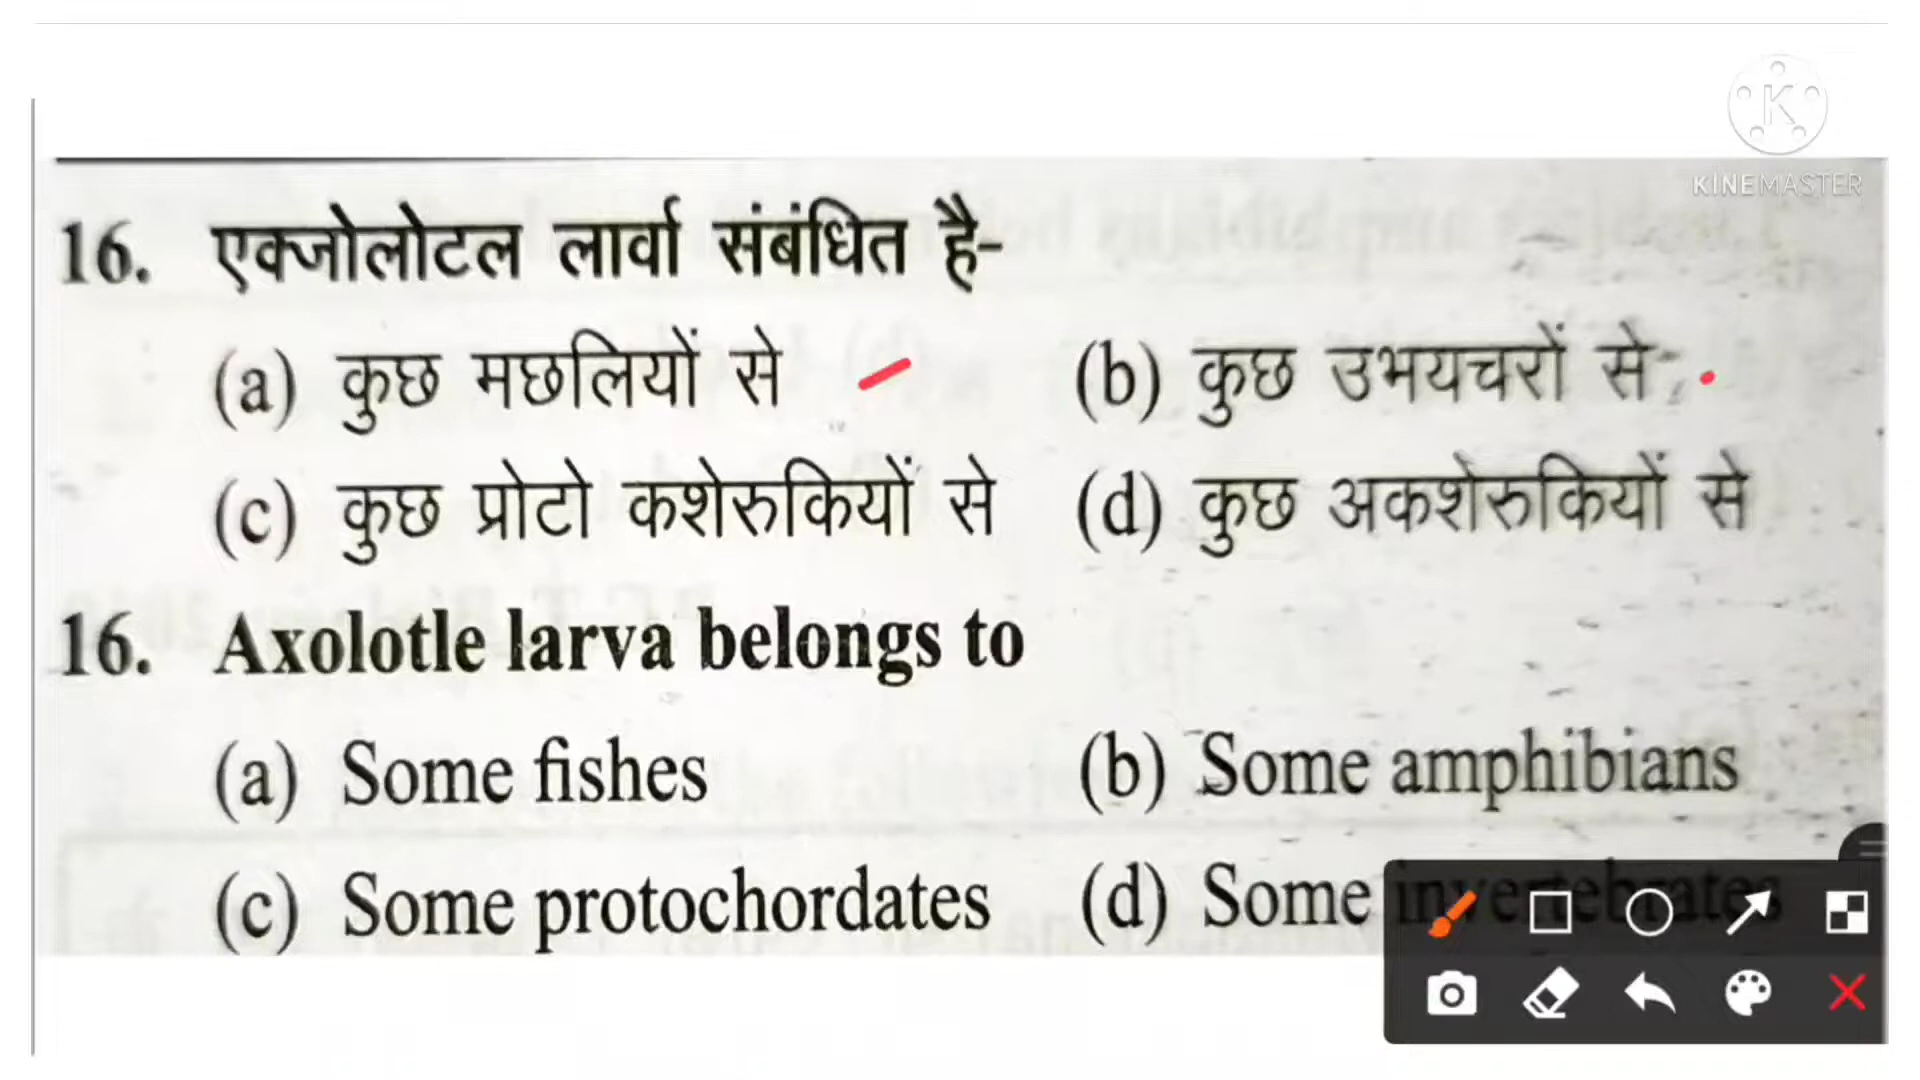 KINEMASTER
16. एक्जोलोटल लार्वा संबंधित है-
(a) कुछ मछलियों से (b) कुछ उभयचरों से
(c) कुछ प्रोटो कशेरुकियों से (d) कुछ अकशेरुकियों से
16. Axolotle larva belongs to
(a) Some fishes (b) Some amphibians
(c) Some protochordates (d) Some invertebrates